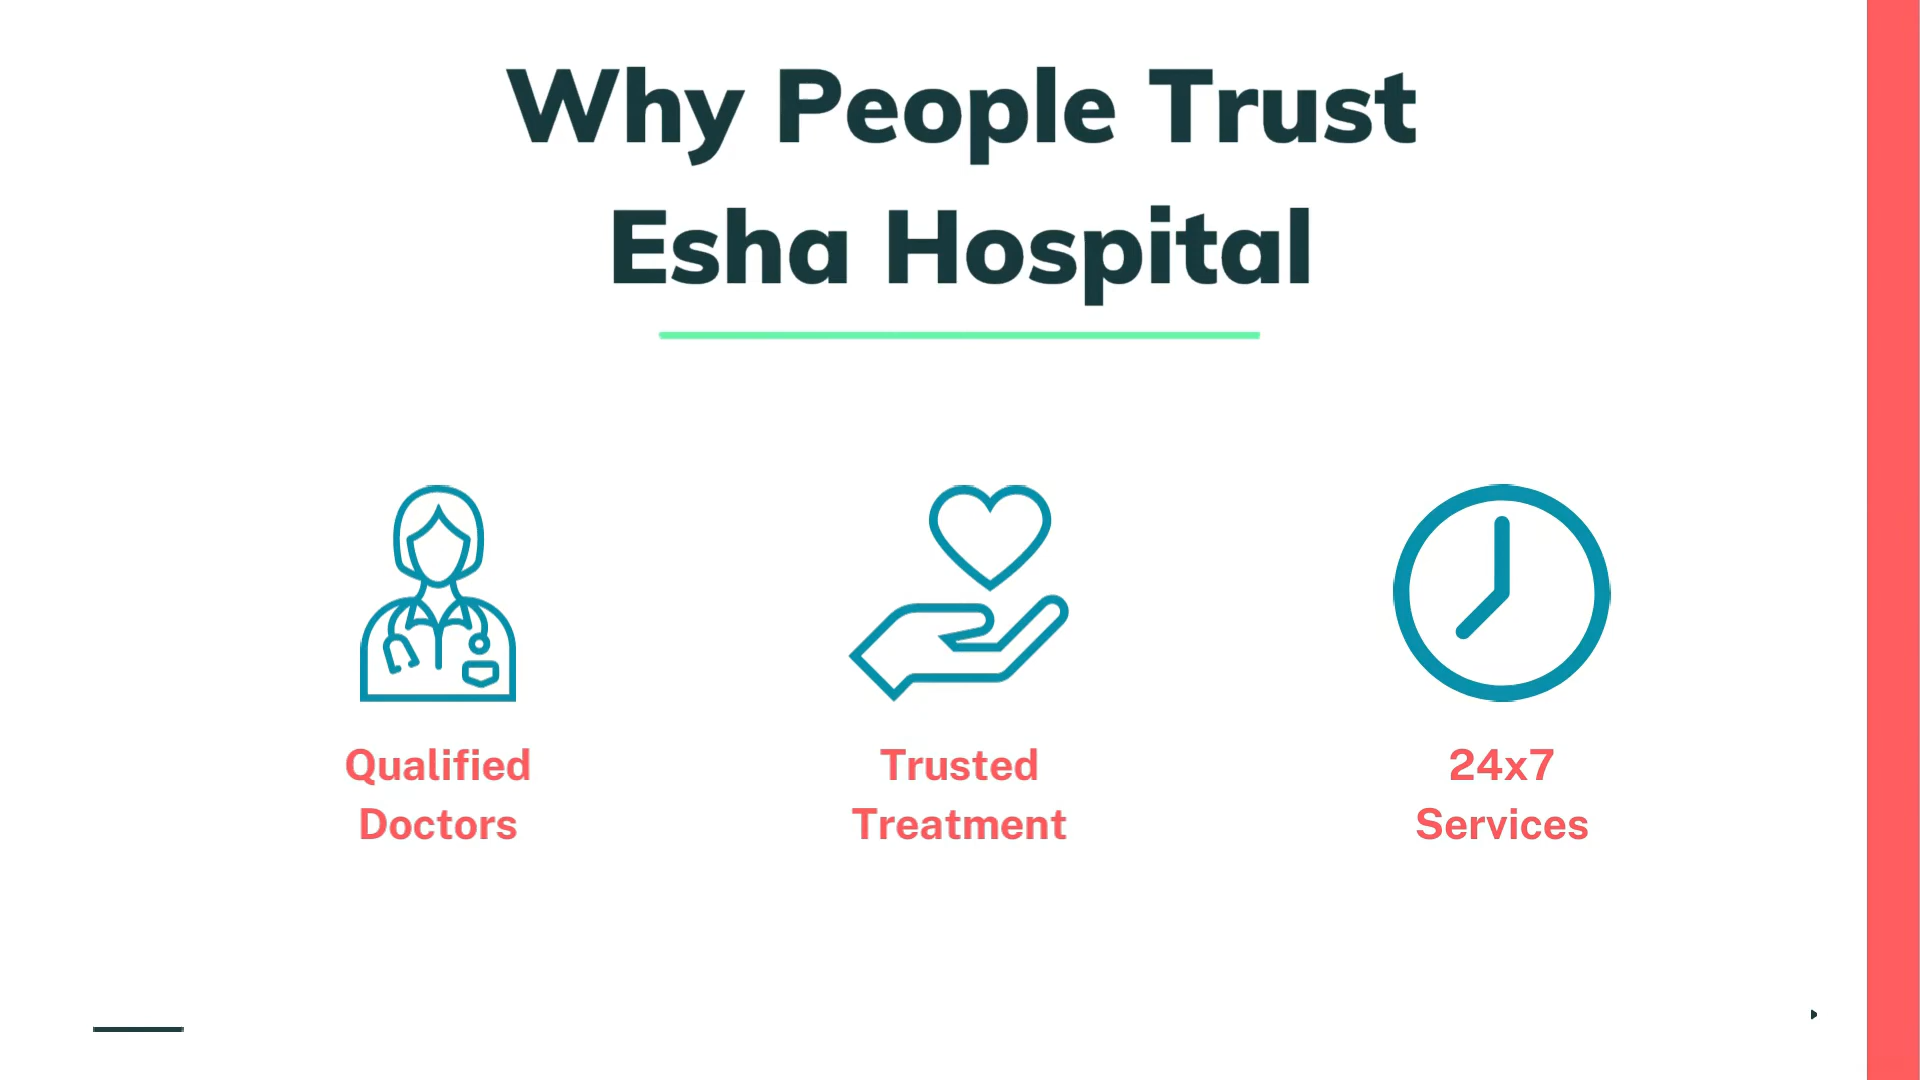 Why People Trust
Esha Hospital
Qualified
Doctors
Trusted
Treatment
24x7
Services